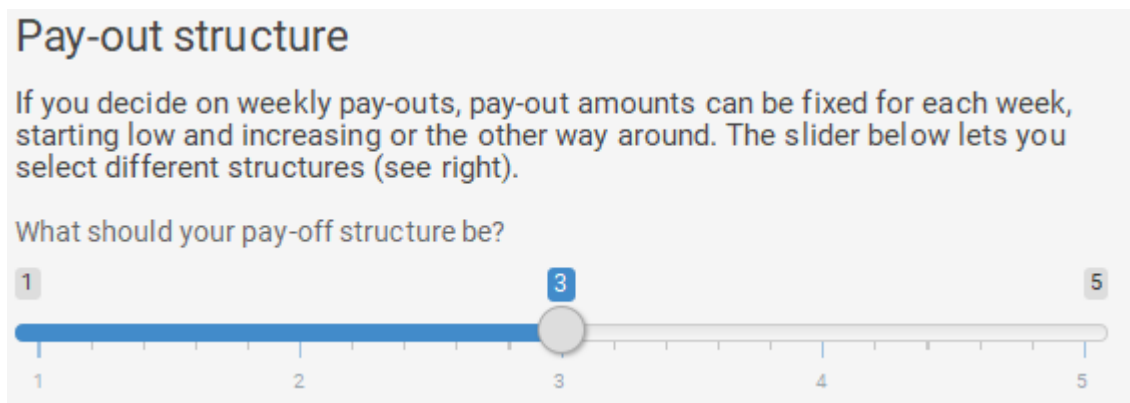 Pay-out structure
If you decide on weekly pay-outs, pay-out amounts can be fixed for each week,
starting low and increasing or the other way around. The slider below lets you
select different structures (see right).
What should your pay-off structure be?
1 3 5
1 2 3 4 5